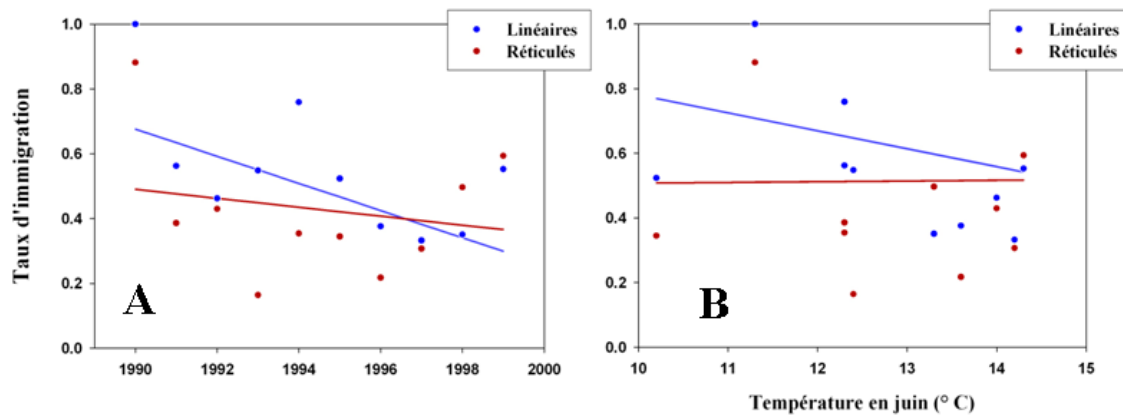 Taux d'immigration
1.0
0.8
0.6
0.4
0.2
0.0
1990 1992 1994 1996 1998 2000
Linéaires
Réticulés
A
1.0
0.8
0.6
0.4
0.2
0.0
10 11 12 13 14 15
Température en juin (° C)
Linéaires
Réticulés
B